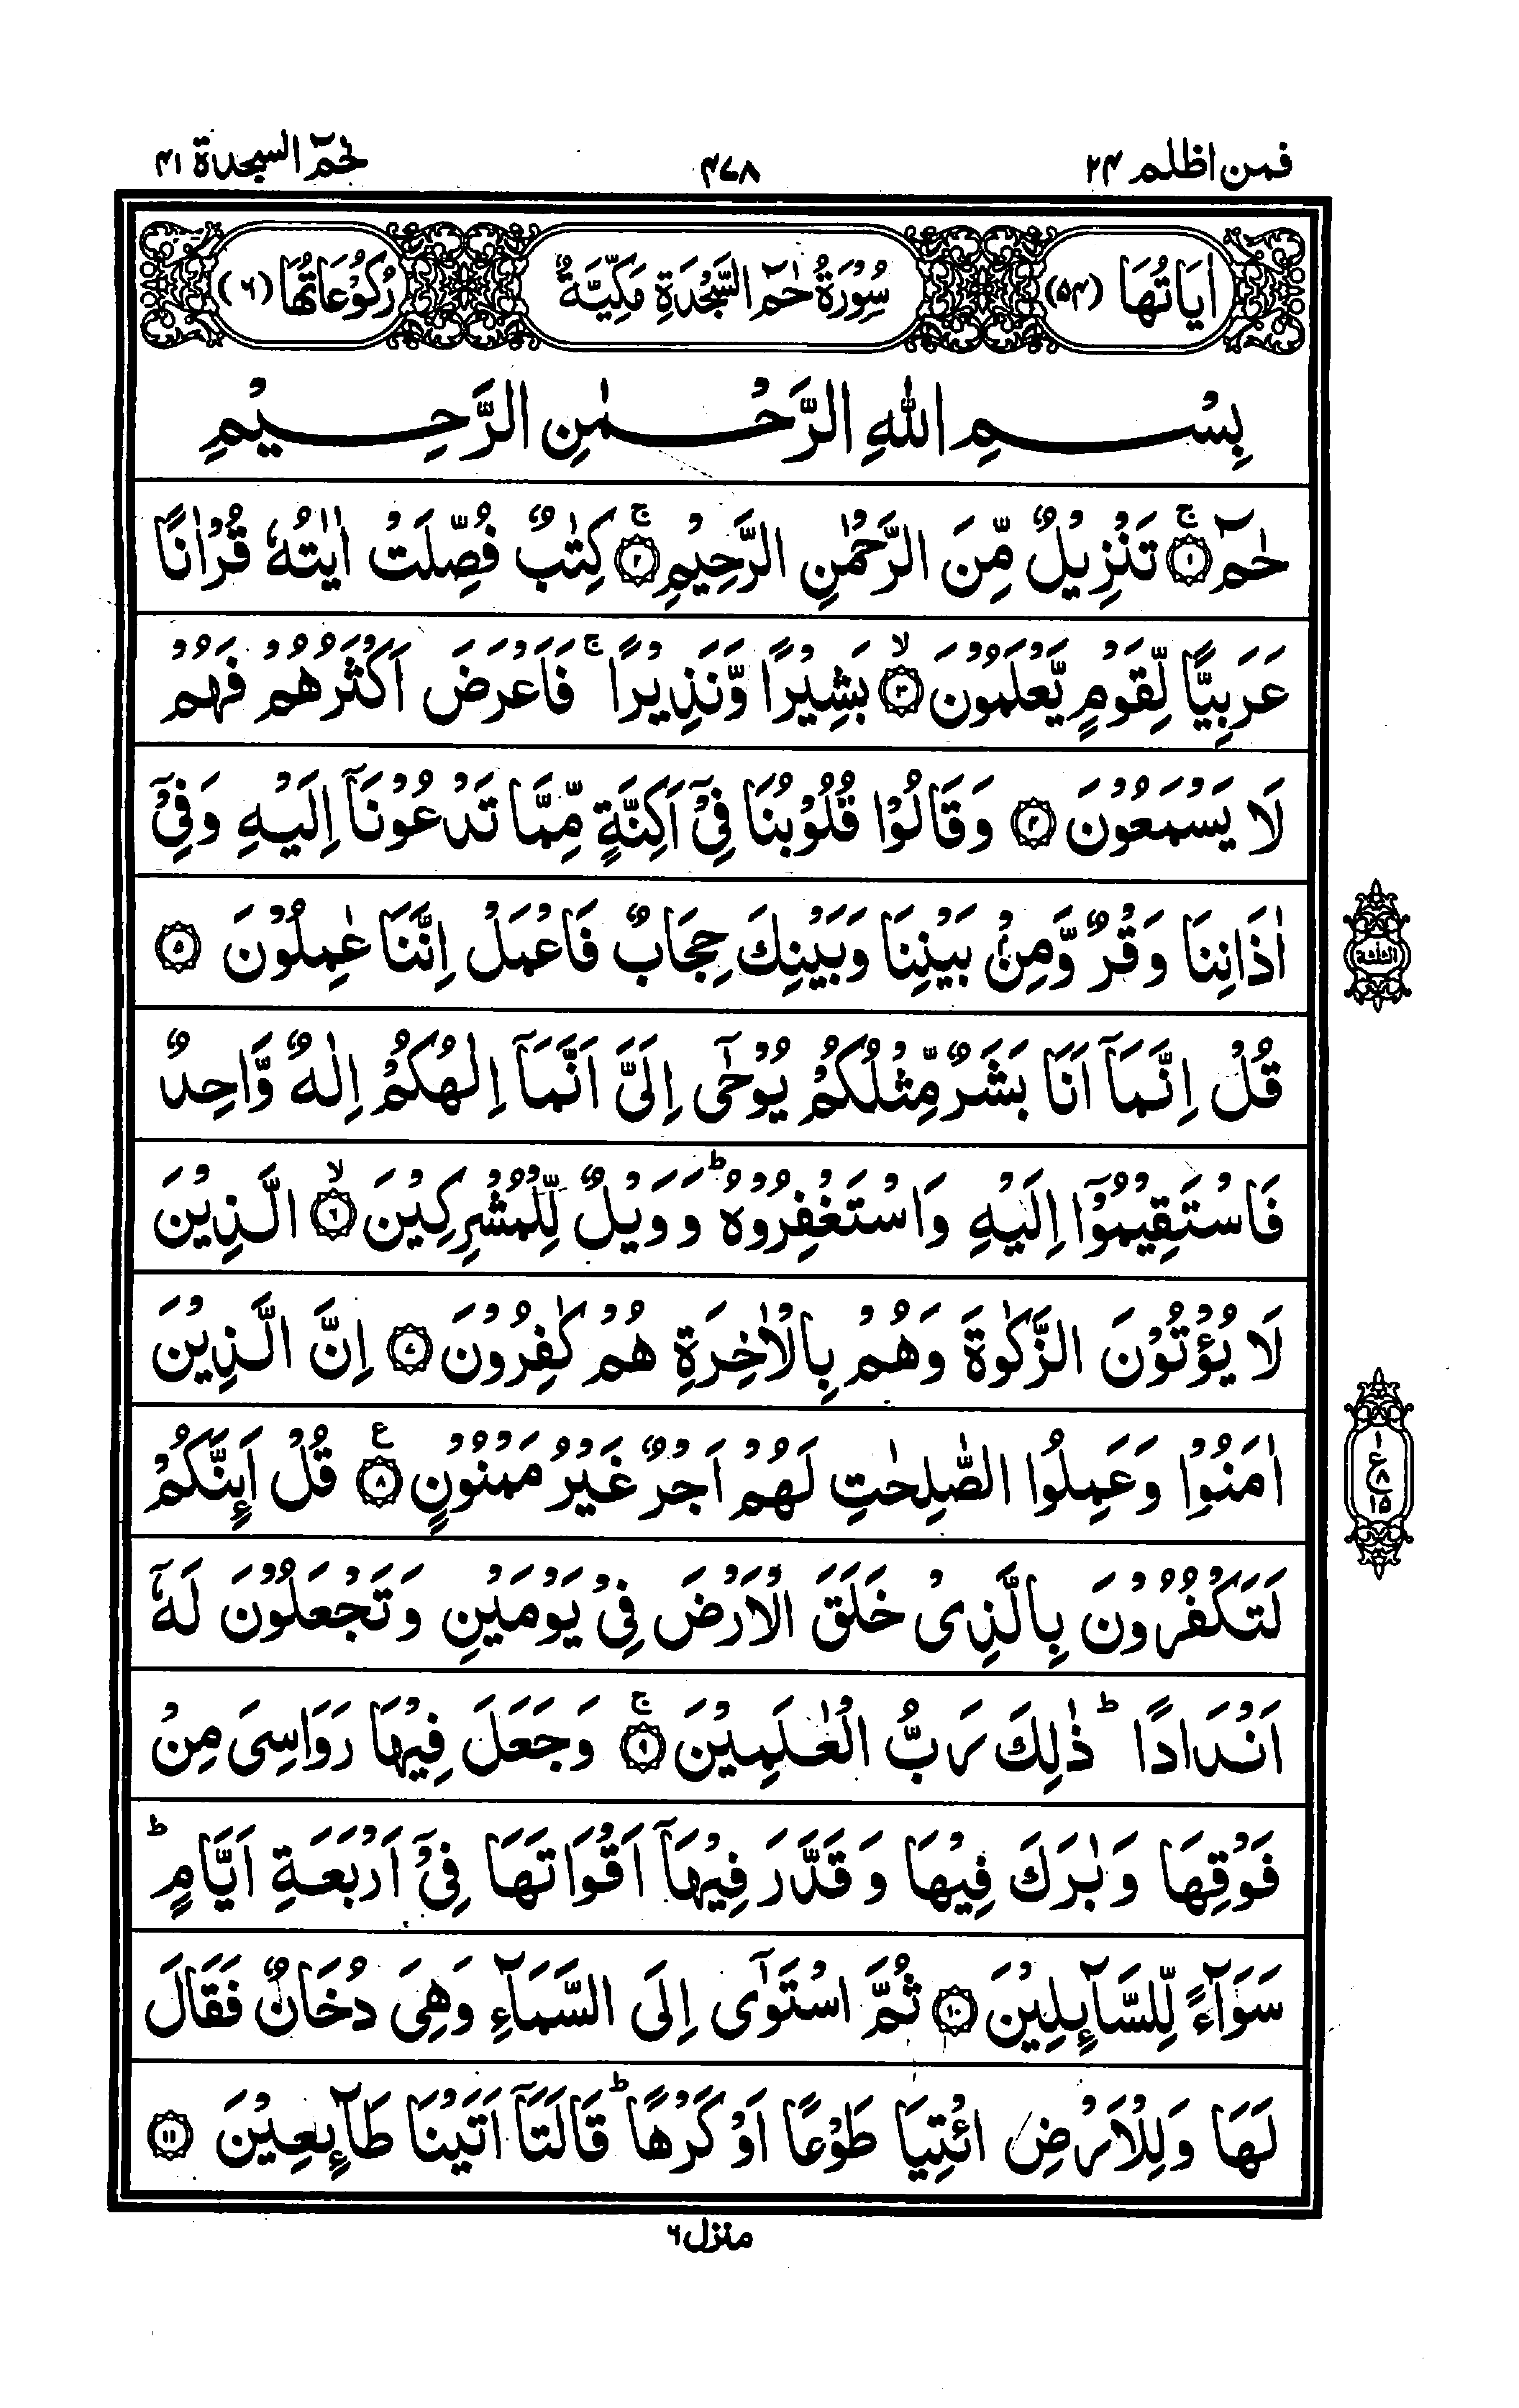 فمن اظلم ۲۴
۴۷۸
حٰمٓ السجدة ۴۱
اٰیَاتُهَا (۵۴)
سُوْرَةُ حٰمٓ السَّجْدَةِ مَكِّیَّةٌ
رُكُوْعَاتُهَا (۶)
بِسْمِ اللّٰهِ الرَّحْمٰنِ الرَّحِیْمِ
حٰمٓ ۚ﴿۱﴾ تَنْزِیْلٌ مِّنَ الرَّحْمٰنِ الرَّحِیْمِ ۚ﴿۲﴾ كِتٰبٌ فُصِّلَتْ اٰیٰتُهٗ قُرْاٰنًا
عَرَبِیًّا لِّقَوْمٍ یَّعْلَمُوْنَ ۙ﴿۳﴾ بَشِیْرًا وَّنَذِیْرًا ۚ فَاَعْرَضَ اَكْثَرُهُمْ فَهُمْ
لَا یَسْمَعُوْنَ ﴿۴﴾ وَقَالُوْا قُلُوْبُنَا فِیْۤ اَكِنَّةٍ مِّمَّا تَدْعُوْنَاۤ اِلَیْهِ وَفِیْۤ
اٰذَانِنَا وَقْرٌ وَّمِنْۢ بَیْنِنَا وَبَیْنِكَ حِجَابٌ فَاعْمَلْ اِنَّنَا عٰمِلُوْنَ ﴿۵﴾
قُلْ اِنَّمَاۤ اَنَا بَشَرٌ مِّثْلُكُمْ یُوْحٰۤی اِلَیَّ اَنَّمَاۤ اِلٰهُكُمْ اِلٰهٌ وَّاحِدٌ
فَاسْتَقِیْمُوْۤا اِلَیْهِ وَاسْتَغْفِرُوْهُ ؕ وَوَیْلٌ لِّلْمُشْرِكِیْنَ ۙ﴿۶﴾ الَّذِیْنَ
لَا یُؤْتُوْنَ الزَّكٰوةَ وَهُمْ بِالْاٰخِرَةِ هُمْ كٰفِرُوْنَ ﴿۷﴾ اِنَّ الَّذِیْنَ
اٰمَنُوْا وَعَمِلُوا الصّٰلِحٰتِ لَهُمْ اَجْرٌ غَیْرُ مَمْنُوْنٍ ﴿۸﴾ ع قُلْ اَئِنَّكُمْ
لَتَكْفُرُوْنَ بِالَّذِیْ خَلَقَ الْاَرْضَ فِیْ یَوْمَیْنِ وَتَجْعَلُوْنَ لَهٗۤ
اَنْدَادًا ؕ ذٰلِكَ رَبُّ الْعٰلَمِیْنَ ۚ﴿۹﴾ وَجَعَلَ فِیْهَا رَوَاسِیَ مِنْ
فَوْقِهَا وَبٰرَكَ فِیْهَا وَقَدَّرَ فِیْهَاۤ اَقْوَاتَهَا فِیْۤ اَرْبَعَةِ اَیَّامٍ ؕ
سَوَآءً لِّلسَّآئِلِیْنَ ﴿۱۰﴾ ثُمَّ اسْتَوٰۤی اِلَی السَّمَآءِ وَهِیَ دُخَانٌ فَقَالَ
لَهَا وَلِلْاَرْضِ ائْتِیَا طَوْعًا اَوْ كَرْهًا ؕ قَالَتَاۤ اَتَیْنَا طَآئِعِیْنَ ﴿۱۱﴾
الثلثة
۱
ع ۸
۱۵
منزل ۶